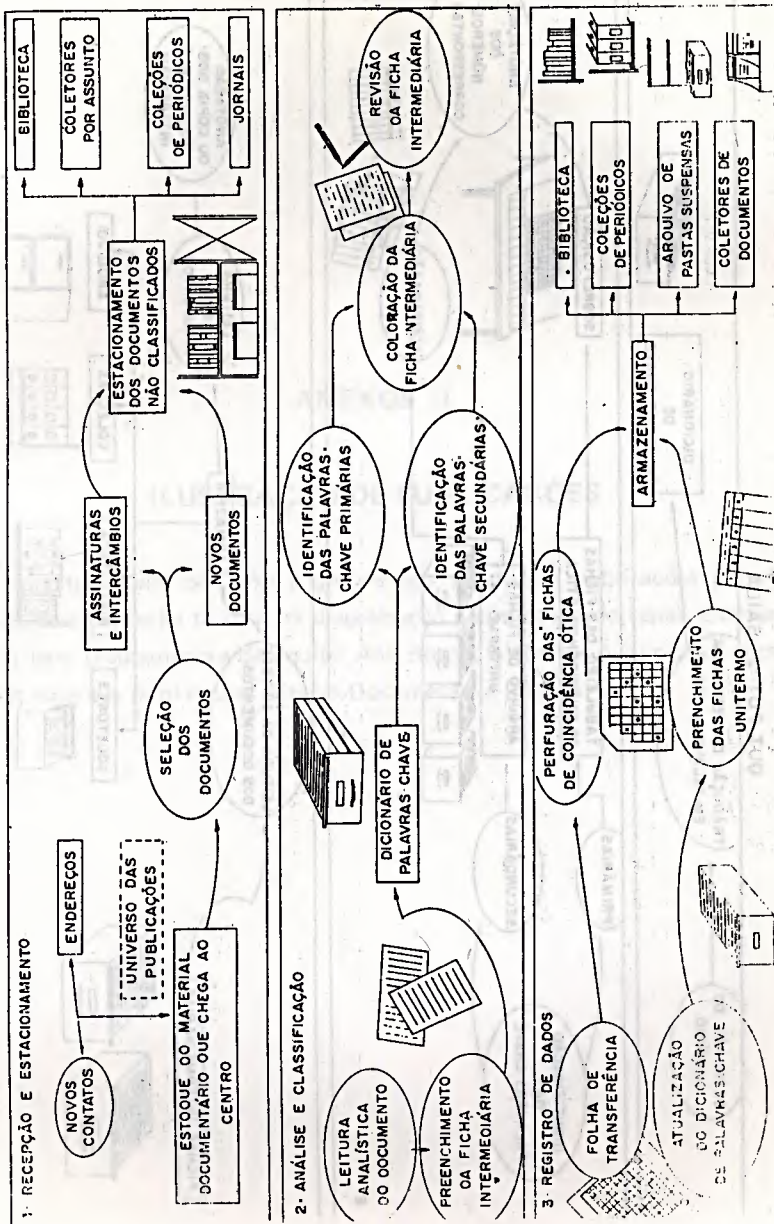 1- RECEPÇÃO E ESTACIONAMENTO
NOVOS
CONTATOS
ENDEREÇOS
UNIVERSO DAS
PUBLICAÇÕES
ESTOQUE DO MATERIAL
DOCUMENTÁRIO QUE CHEGA AO
CENTRO
SELEÇÃO
DOS
DOCUMENTOS
ASSINATURAS
E INTERCÂMBIOS
NOVOS
DOCUMENTOS
ESTACIONAMENTO
DOS DOCUMENTOS
NÃO CLASSIFICADOS
BIBLIOTECA
COLETORES
POR ASSUNTO
COLEÇÕES
DE PERIÓDICOS
JORNAIS
2- ANÁLISE E CLASSIFICAÇÃO
LEITURA
ANALÍSTICA
DO DOCUMENTO
PREENCHIMENTO
DA FICHA
INTERMEDIÁRIA
DICIONÁRIO DE
PALAVRAS-CHAVE
IDENTIFICAÇÃO
DAS PALAVRAS-
CHAVE PRIMÁRIAS
IDENTIFICAÇÃO
DAS PALAVRAS-
CHAVE SECUNDÁRIAS
COLORAÇÃO DA
FICHA INTERMEDIÁRIA
REVISÃO
DA FICHA
INTERMEDIÁRIA
3- REGISTRO DE DADOS
FOLHA DE
TRANSFERÊNCIA
ATUALIZAÇÃO
DO DICIONÁRIO
DE PALAVRAS-CHAVE
PERFURAÇÃO DAS FICHAS
DE COINCIDÊNCIA ÓTICA
PRENCHIMENTO
DAS FICHAS
UNITERMO
ARMAZENAMENTO
BIBLIOTECA
COLEÇÕES
DE PERIÓDICOS
ARQUIVO DE
PASTAS SUSPENSAS
COLETORES DE
DOCUMENTOS